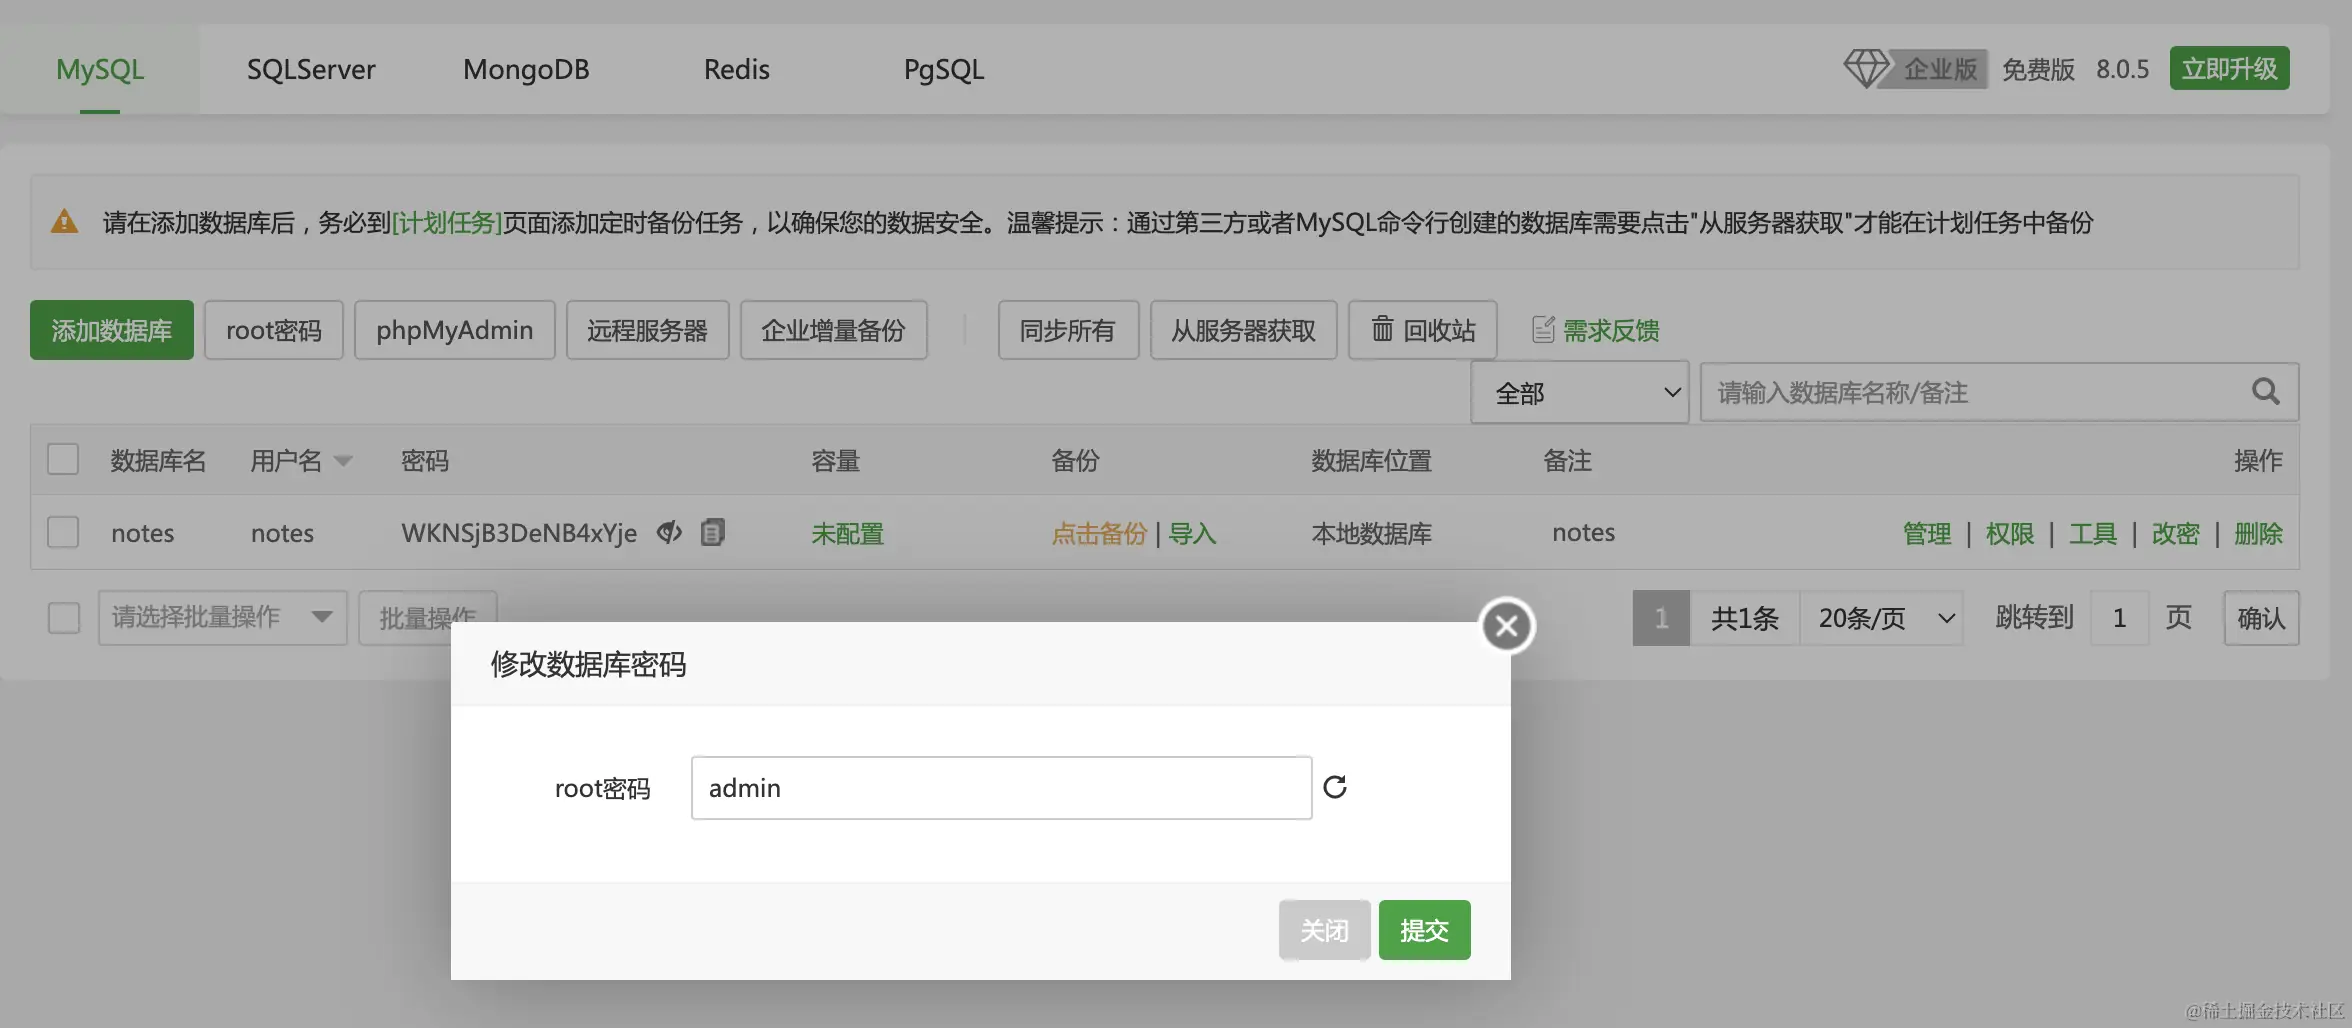 MySQL SQLServer MongoDB Redis PgSQL 企业版 免费版 8.0.5 立即升级
请在添加数据库后，务必到[计划任务]页面添加定时备份任务，以确保您的数据安全。温馨提示：通过第三方或者MySQL命令行创建的数据库需要点击"从服务器获取"才能在计划任务中备份
添加数据库 root密码 phpMyAdmin 远程服务器 企业增量备份 同步所有 从服务器获取 回收站 需求反馈
全部 请输入数据库名称/备注
数据库名 用户名 密码 容量 备份 数据库位置 备注 操作
notes notes WKNSjB3DeNB4xYje 未配置 点击备份 | 导入 本地数据库 notes 管理 | 权限 | 工具 | 改密 | 删除
请选择批量操作 批量操作 1 共1条 20条/页 跳转到 1 页 确认
修改数据库密码
root密码 admin
关闭 提交
@稀土掘金技术社区